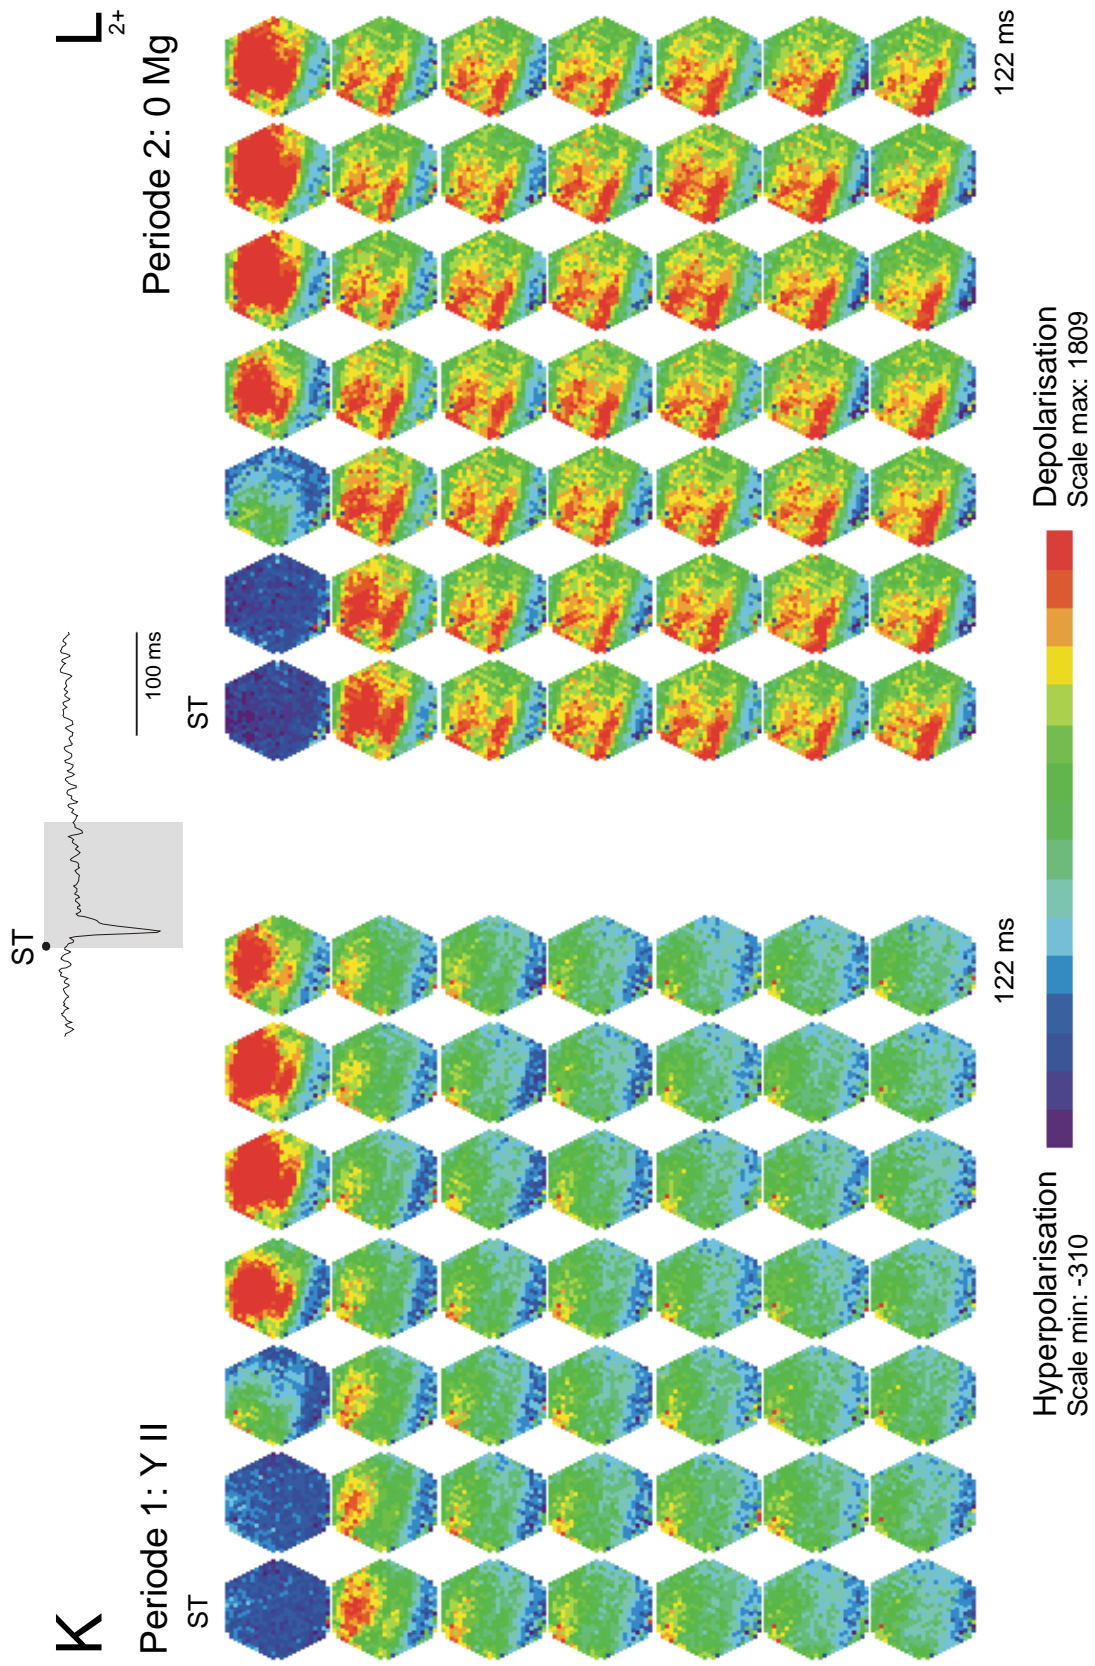 K
L
Periode 1: Y II
Periode 2: 0 Mg2+
ST
100 ms
ST
ST
122 ms
122 ms
Hyperpolarisation
Scale min: -310
Depolarisation
Scale max: 1809